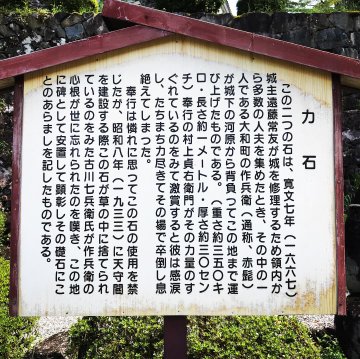 力石
この二つの石は、寛文七年（一六六七）
城主遠藤常友が城を修理するため領内か
ら多数の人夫を集めたとき、その中の一
人である大和町の作兵衛（通称、赤髭）
が城下の河原から背負ってこの地まで運
び上げたものである。（重さ約三五〇キ
ロ・長さ約一メートル・厚さ約三〇セン
チ）奉行の村上貞右衛門がその力量のす
ぐれているのをみて激賞すると彼は感涙
し、たちまち力尽きてその場で卒倒し息
絶えてしまった。
奉行は憐れに思ってこの石の使用を禁
じたが、昭和八年（一九三三）に天守閣
を建設する際この石が草の中に捨てられ
ているのをみた古川七兵衛氏が作兵衛の
心根が世に忘れられたのを嘆き、この地
に碑として安置して顕彰しその礎石にこ
とのあらましを記したものである。